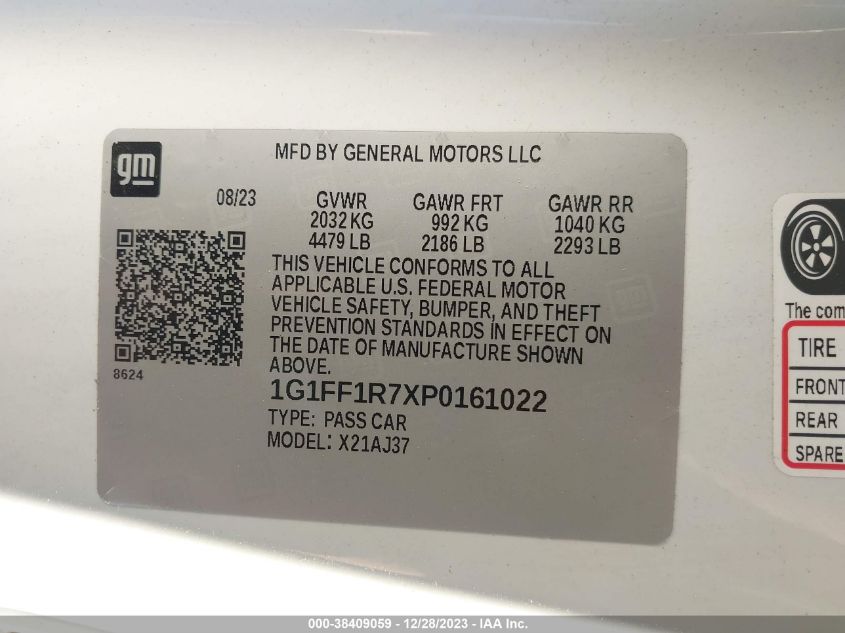 gm
MFD BY GENERAL MOTORS LLC
08/23
GVWR GAWR FRT GAWR RR
2032 KG 992 KG 1040 KG
4479 LB 2186 LB 2293 LB
THIS VEHICLE CONFORMS TO ALL
APPLICABLE U.S. FEDERAL MOTOR
VEHICLE SAFETY, BUMPER, AND THEFT
PREVENTION STANDARDS IN EFFECT ON
THE DATE OF MANUFACTURE SHOWN
ABOVE.
8624
1G1FF1R7XP0161022
TYPE: PASS CAR
MODEL: X21AJ37
The com
TIRE
FRONT
REAR
SPARE
000-38409059 - 12/28/2023 - IAA Inc.